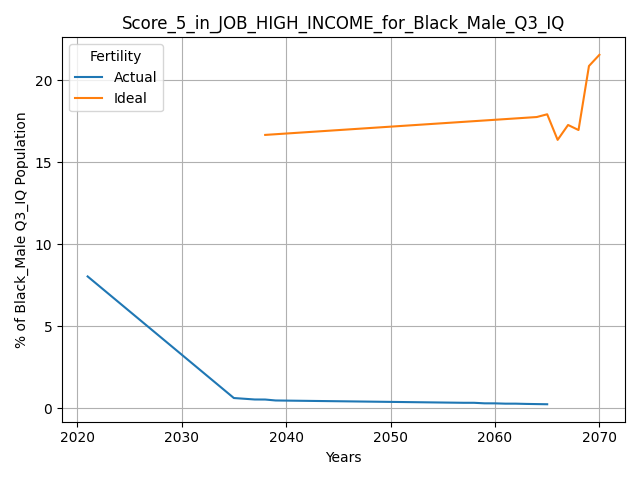 Score_5_in_JOB_HIGH_INCOME_for_Black_Male_Q3_IQ
Fertility
Actual
Ideal
% of Black_Male Q3_IQ Population
20
15
10
5
0
2020 2030 2040 2050 2060 2070
Years